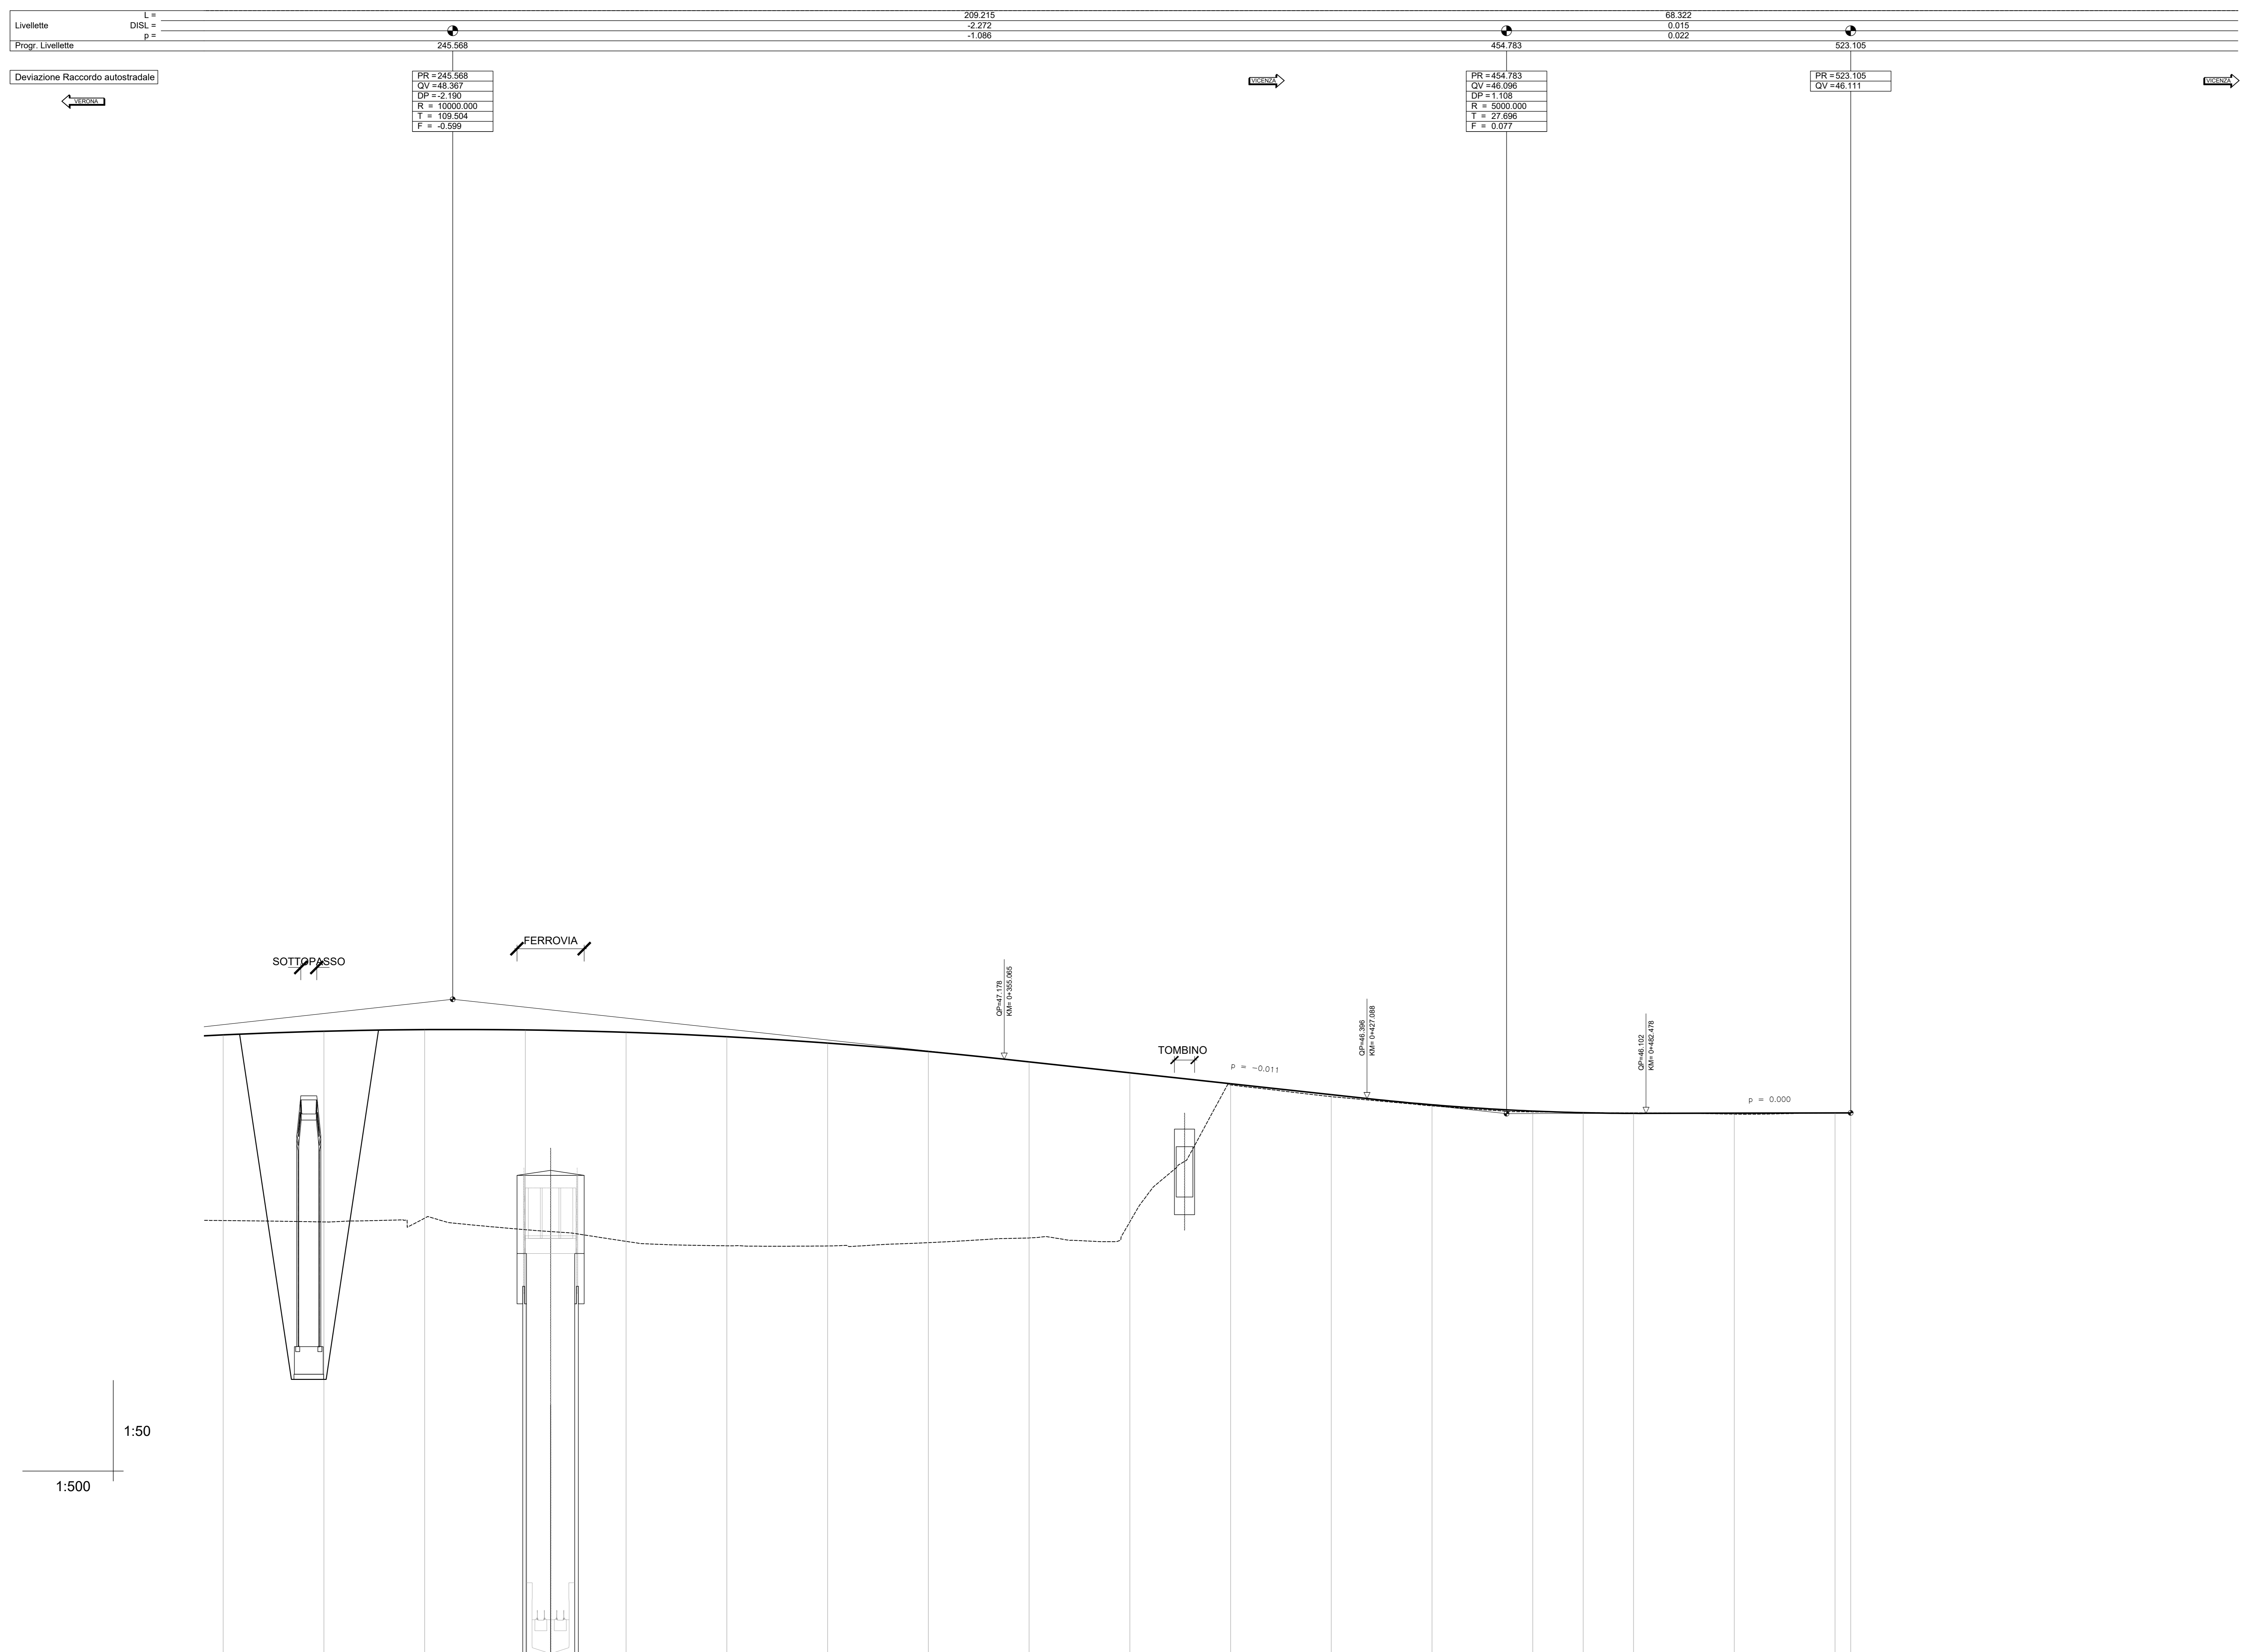 L = 209.215 68.322
Livellette DISL = -2.272 0.015
p = -1.086 0.022
Progr. Livellette 245.568 454.783 523.105
Deviazione Raccordo autostradale
VERONA
VICENZA
VICENZA
PR = 245.568
QV = 48.367
DP = -2.190
R = 10000.000
T = 109.504
F = -0.599
PR = 454.783
QV = 46.096
DP = 1.108
R = 5000.000
T = 27.696
F = 0.077
PR = 523.105
QV = 46.111
FERROVIA
SOTTOPASSO
QP=47.178
KM= 0+355.065
QP=46.396
KM= 0+427.088
QP=46.102
KM= 0+482.478
TOMBINO
p = -0.011
p = 0.000
1:50
1:500